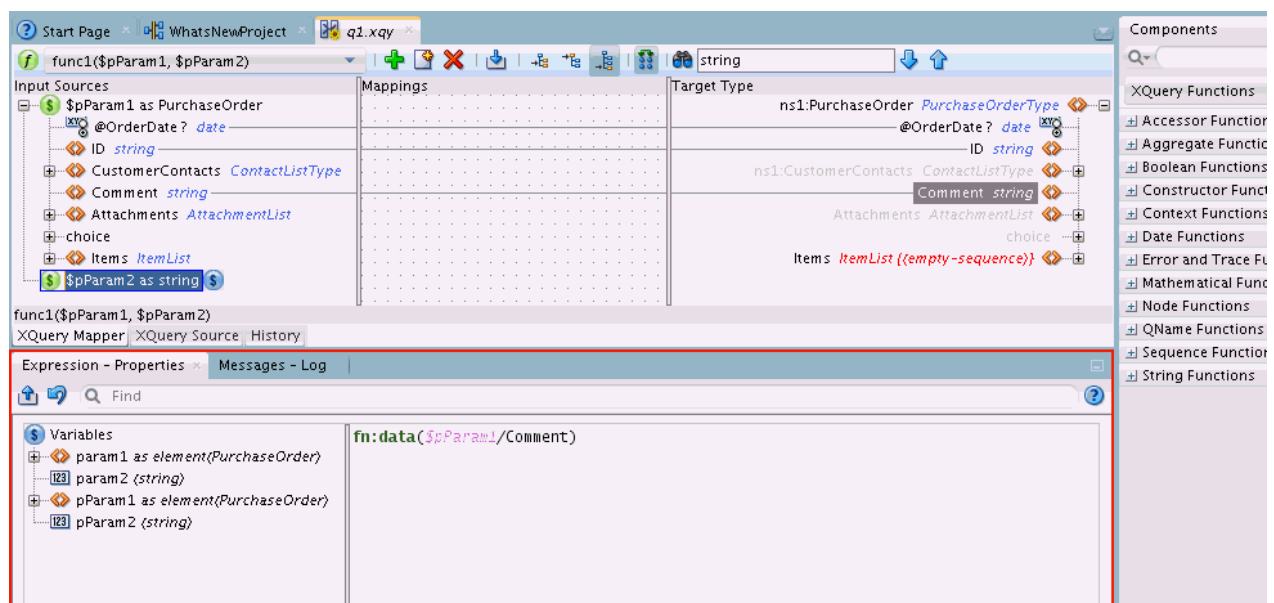 Start Page WhatsNewProject q1.xqy
func1($pParam1, $pParam2) string
Input Sources Mappings Target Type
$pParam1 as PurchaseOrder ns1:PurchaseOrder PurchaseOrderType
@OrderDate? date @OrderDate? date
ID string ID string
CustomerContacts ContactListType ns1:CustomerContacts ContactListType
Comment string Comment string
Attachments AttachmentList Attachments AttachmentList
choice choice
Items ItemList Items ItemList {(empty-sequence)}
$pParam2 as string
func1($pParam1, $pParam2)
XQuery Mapper XQuery Source History
Expression - Properties Messages - Log
Find
Variables
param1 as element(PurchaseOrder)
param2 (string)
pParam1 as element(PurchaseOrder)
pParam2 (string)
fn:data($pParam1/Comment)
Components
XQuery Functions
Accessor Function
Aggregate Functio
Boolean Functions
Constructor Funct
Context Functions
Date Functions
Error and Trace Fu
Mathematical Func
Node Functions
QName Functions
Sequence Function
String Functions